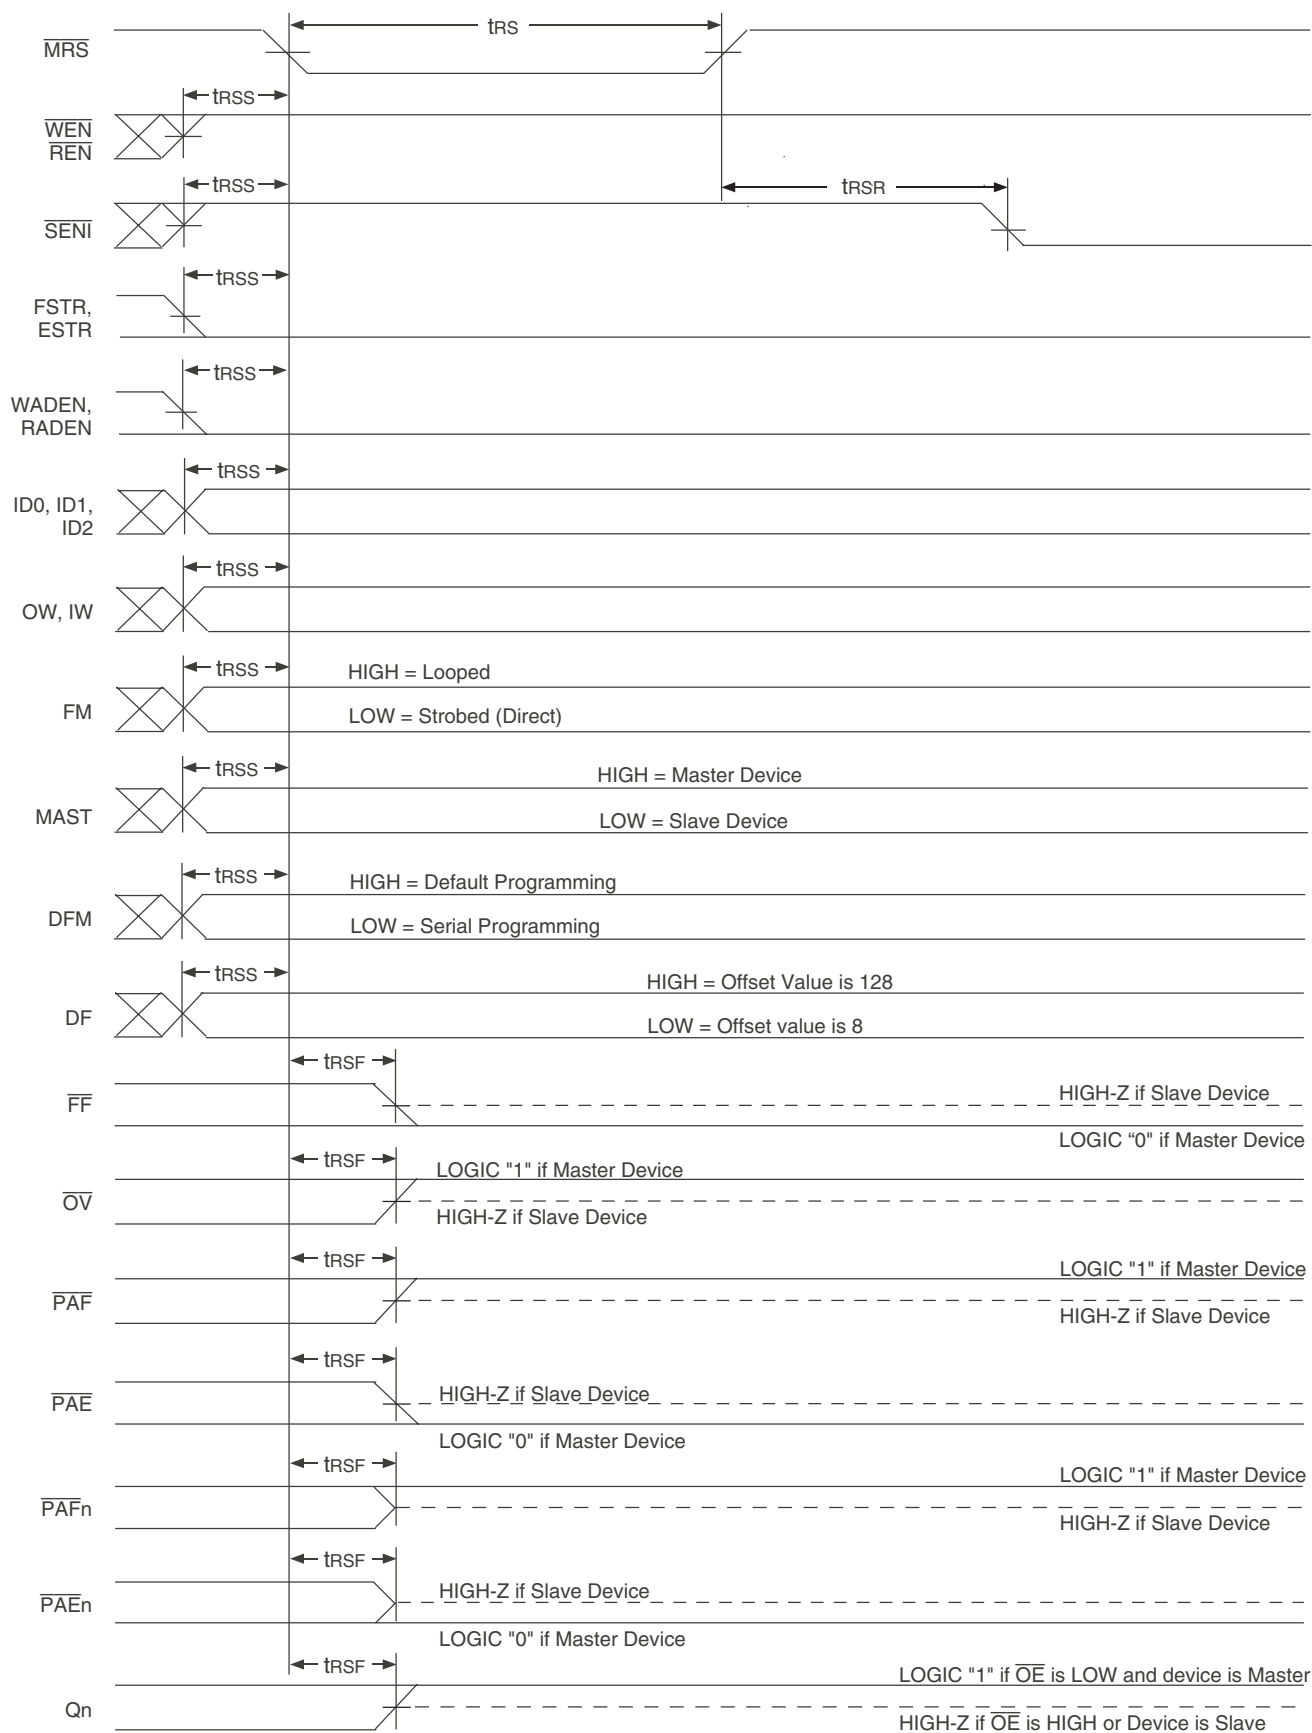 tRS
MRS
tRSS
WEN
REN
tRSS
tRSR
SENI
tRSS
FSTR,
ESTR
tRSS
WADEN,
RADEN
tRSS
ID0, ID1,
ID2
tRSS
OW, IW
tRSS
HIGH = Looped
FM
LOW = Strobed (Direct)
tRSS
HIGH = Master Device
MAST
LOW = Slave Device
tRSS
HIGH = Default Programming
DFM
LOW = Serial Programming
tRSS
HIGH = Offset Value is 128
DF
LOW = Offset value is 8
tRSF
FF
HIGH-Z if Slave Device
LOGIC “0" if Master Device
tRSF
LOGIC "1" if Master Device
OV
HIGH-Z if Slave Device
tRSF
LOGIC "1" if Master Device
PAF
HIGH-Z if Slave Device
tRSF
PAE
HIGH-Z if Slave Device
LOGIC "0" if Master Device
tRSF
LOGIC "1" if Master Device
PAFn
HIGH-Z if Slave Device
tRSF
HIGH-Z if Slave Device
PAEn
LOGIC "0" if Master Device
tRSF
LOGIC "1" if OE is LOW and device is Master
Qn
HIGH-Z if OE is HIGH or Device is Slave